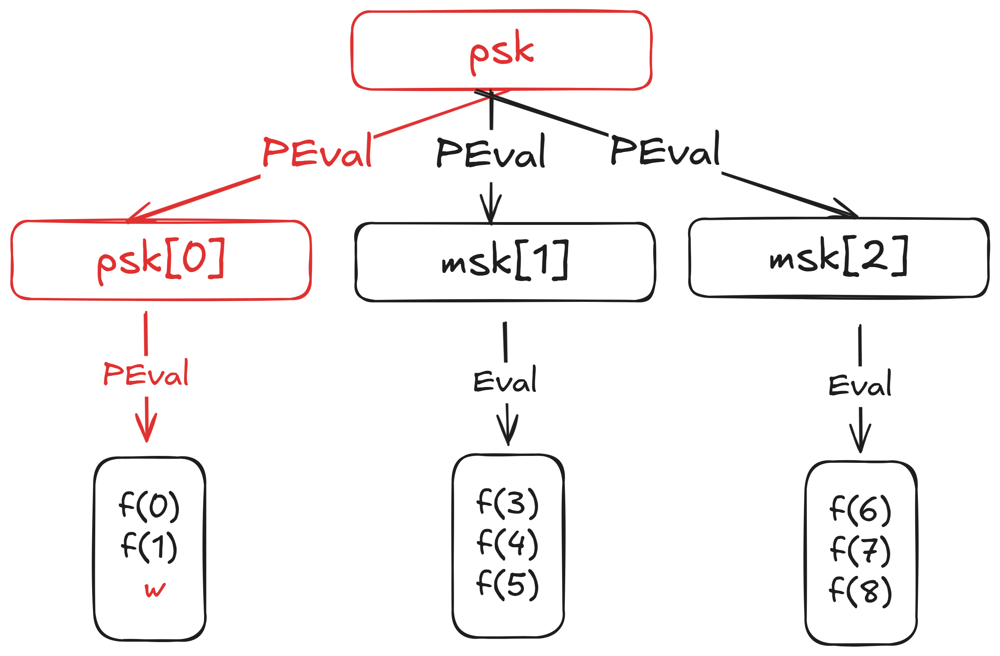 psk
PEval
PEval
PEval
psk[0]
msk[1]
msk[2]
PEval
Eval
Eval
f(0)
f(1)
w
f(3)
f(4)
f(5)
f(6)
f(7)
f(8)